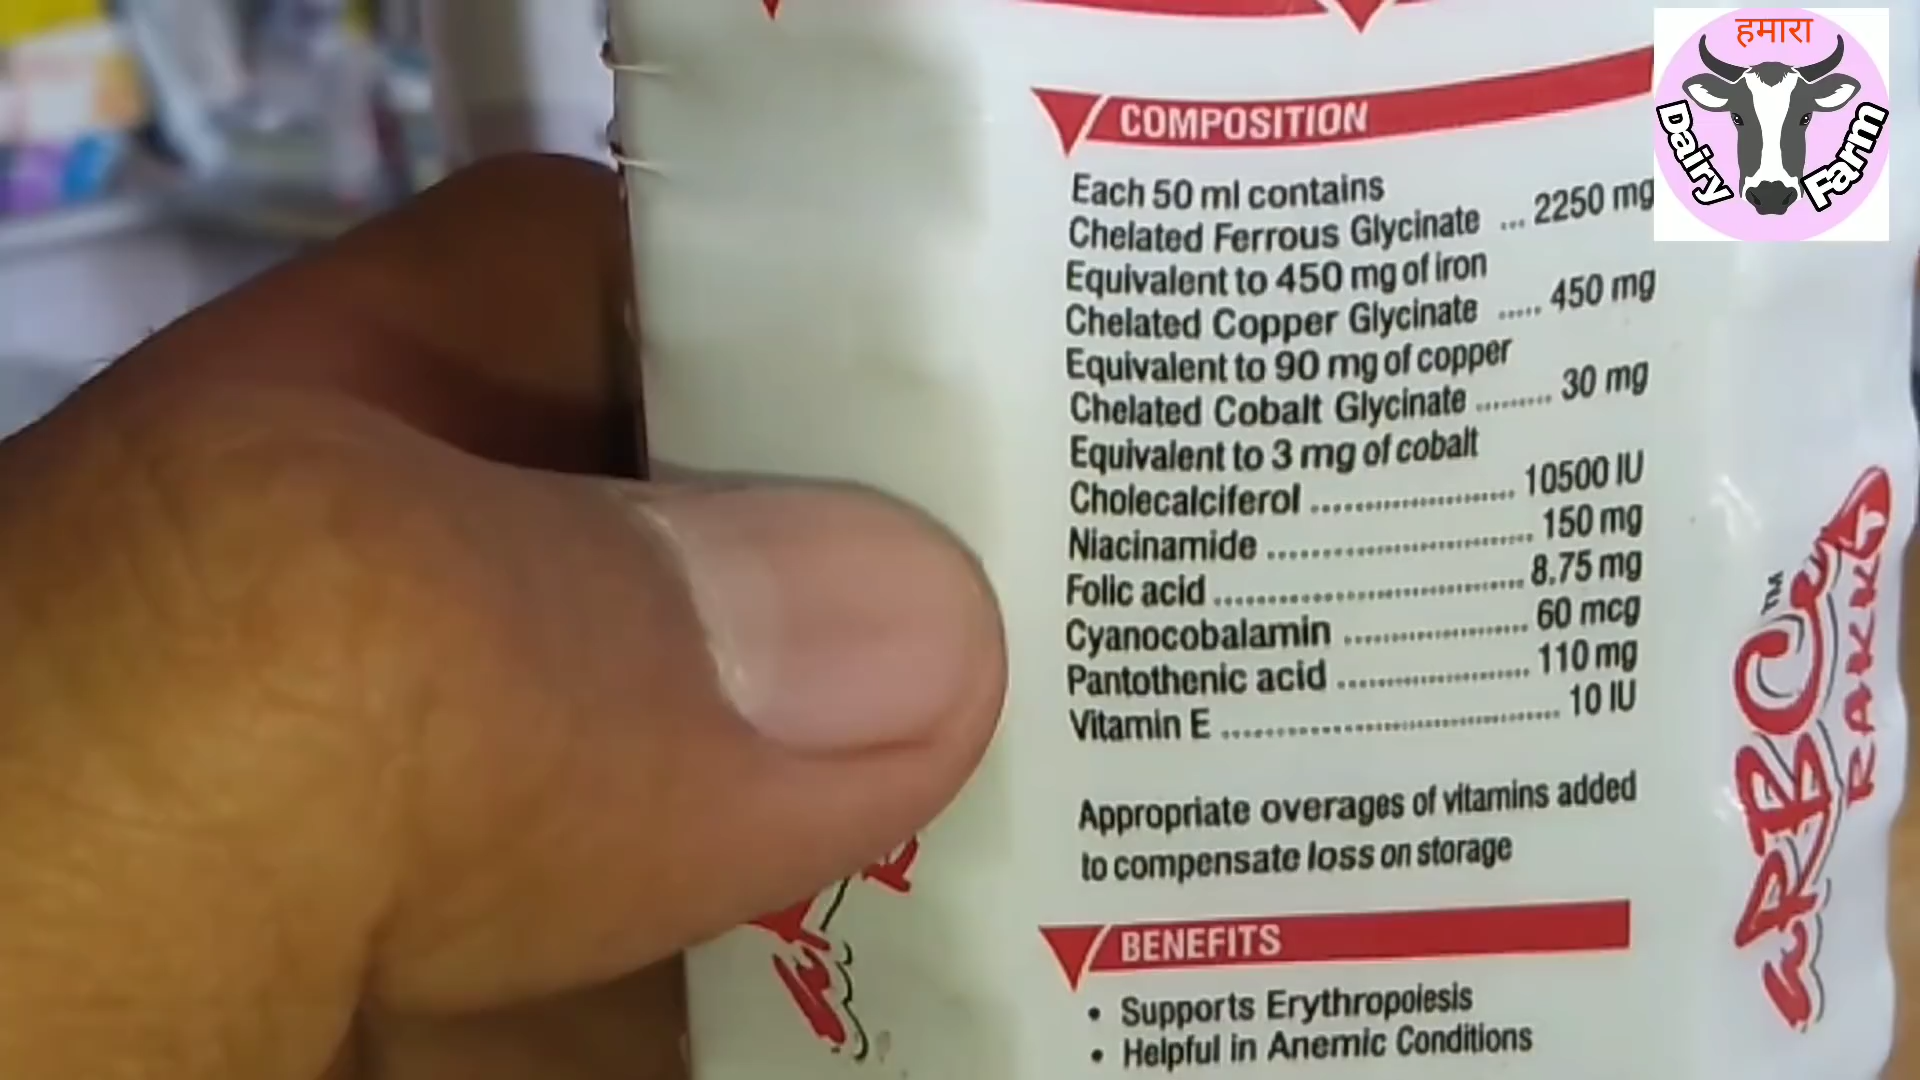 हमारा
Dairy Farm
COMPOSITION
Each 50 ml contains
Chelated Ferrous Glycinate ... 2250 mg
Equivalent to 450 mg of iron
Chelated Copper Glycinate ..... 450 mg
Equivalent to 90 mg of copper
Chelated Cobalt Glycinate ......... 30 mg
Equivalent to 3 mg of cobalt
Cholecalciferol ..................... 10500 IU
Niacinamide ........................... 150 mg
Folic acid ............................... 8.75 mg
Cyanocobalamin .................... 60 mcg
Pantothenic acid ..................... 110 mg
Vitamin E .................................. 10 IU
Appropriate overages of vitamins added
to compensate loss on storage
BENEFITS
• Supports Erythropoiesis
• Helpful in Anemic Conditions
TM